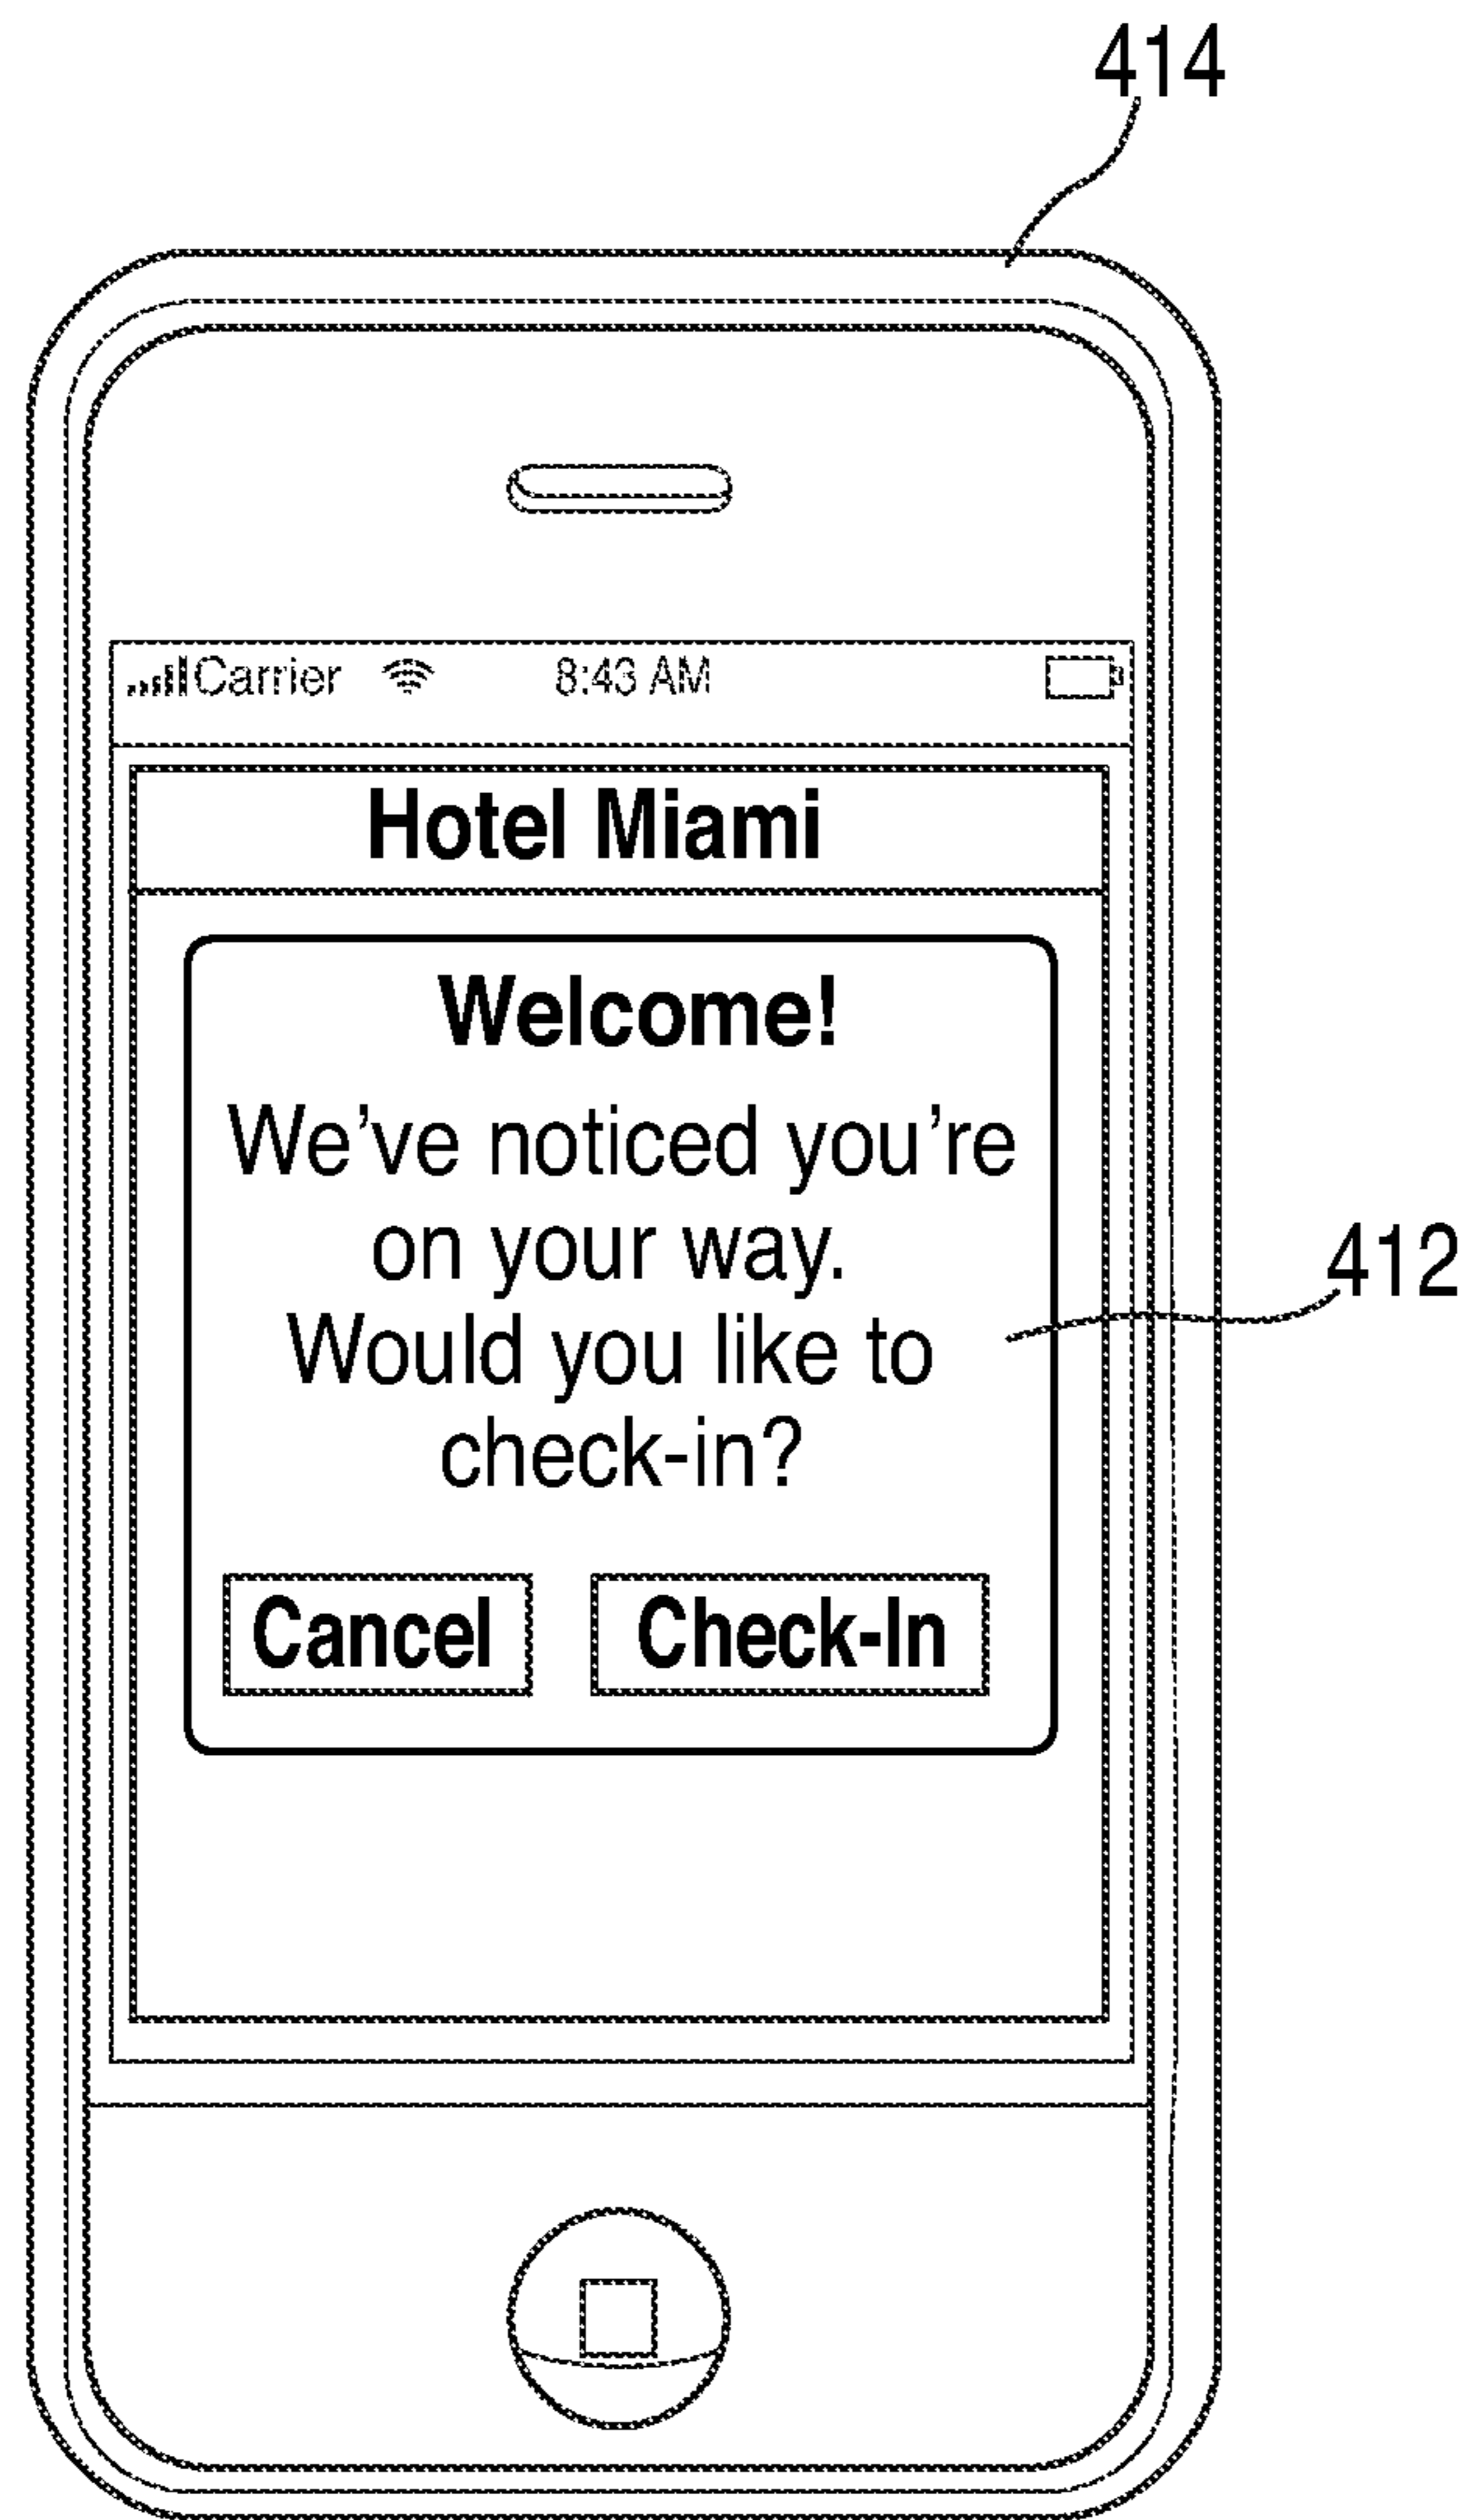 414
Carrier 8:43 AM
Hotel Miami
Welcome!
We've noticed you're
on your way.
412
Would you like to
check-in?
Cancel Check-In